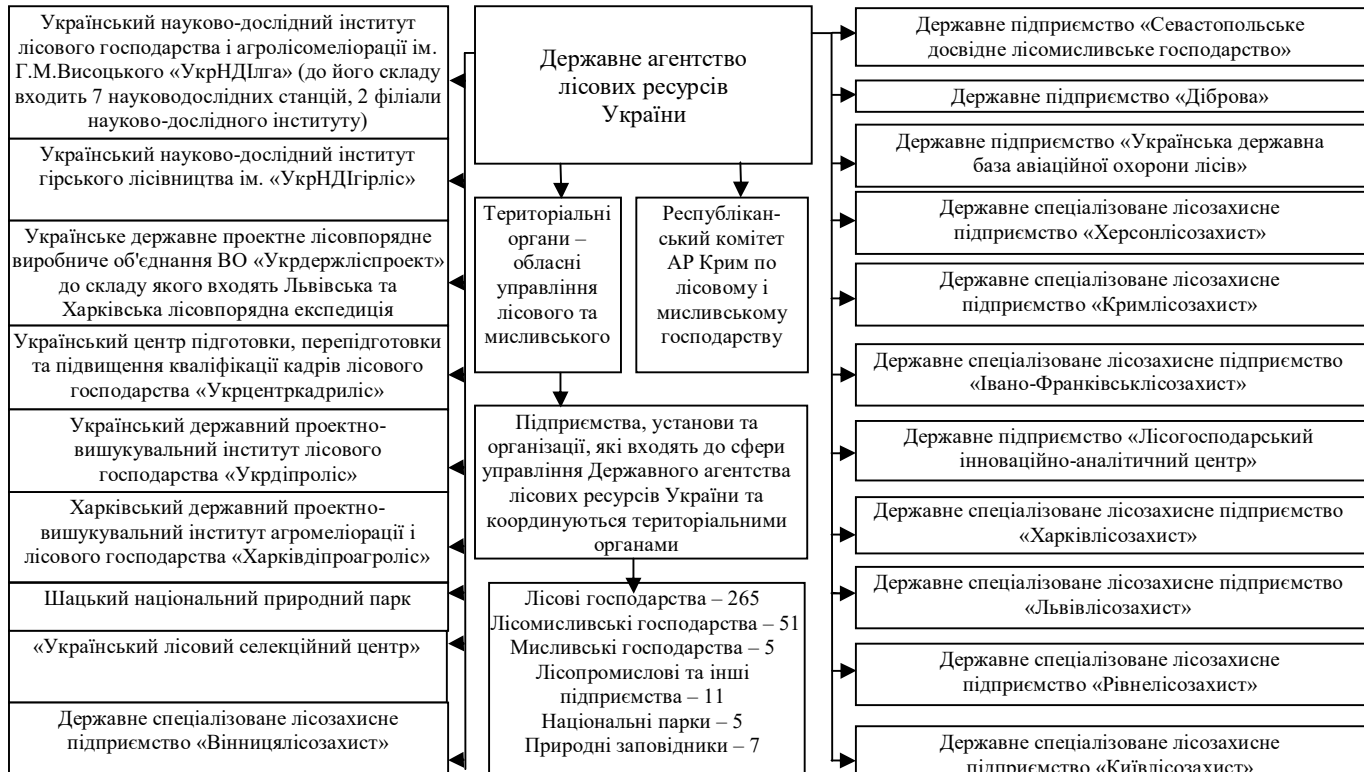 Український науково-дослідний інститут
лісового господарства і агролісомеліорації ім.
Г.М.Висоцького «УкрНДІлга» (до його складу
входить 7 науководослідних станцій, 2 філіали
науково-дослідного інституту)
Український науково-дослідний інститут
гірського лісівництва ім. «УкрНДІгірліс»
Українське державне проектне лісовпорядне
виробниче об'єднання ВО «Укрдержліспроект»
до складу якого входять Львівська та
Харківська лісовпорядна експедиція
Український центр підготовки, перепідготовки
та підвищення кваліфікації кадрів лісового
господарства «Укрцентркадриліс»
Український державний проектно-
вишукувальний інститут лісового
господарства «Укрдіпроліс»
Харківський державний проектно-
вишукувальний інститут агромеліорації і
лісового господарства «Харківдіпроагроліс»
Шацький національний природний парк
«Український лісовий селекційний центр»
Державне спеціалізоване лісозахисне
підприємство «Вінницялісозахист»
Державне агентство
лісових ресурсів
України
Територіальні
органи –
обласні
управління
лісового та
мисливського
Республікан-
ський комітет
АР Крим по
лісовому і
мисливському
господарству
Підприємства, установи та
організації, які входять до сфери
управління Державного агентства
лісових ресурсів України та
координуються територіальними
органами
Лісові господарства – 265
Лісомисливські господарства – 51
Мисливські господарства – 5
Лісопромислові та інші
підприємства – 11
Національні парки – 5
Природні заповідники – 7
Державне підприємство «Севастопольське
досвідне лісомисливське господарство»
Державне підприємство «Діброва»
Державне підприємство «Українська державна
база авіаційної охорони лісів»
Державне спеціалізоване лісозахисне
підприємство «Херсонлісозахист»
Державне спеціалізоване лісозахисне
підприємство «Кримлісозахист»
Державне спеціалізоване лісозахисне підприємство
«Івано-Франківськлісозахист»
Державне підприємство «Лісогосподарський
інноваційно-аналітичний центр»
Державне спеціалізоване лісозахисне підприємство
«Харківлісозахист»
Державне спеціалізоване лісозахисне підприємство
«Львівлісозахист»
Державне спеціалізоване лісозахисне
підприємство «Рівнелісозахист»
Державне спеціалізоване лісозахисне
підприємство «Київлісозахист»